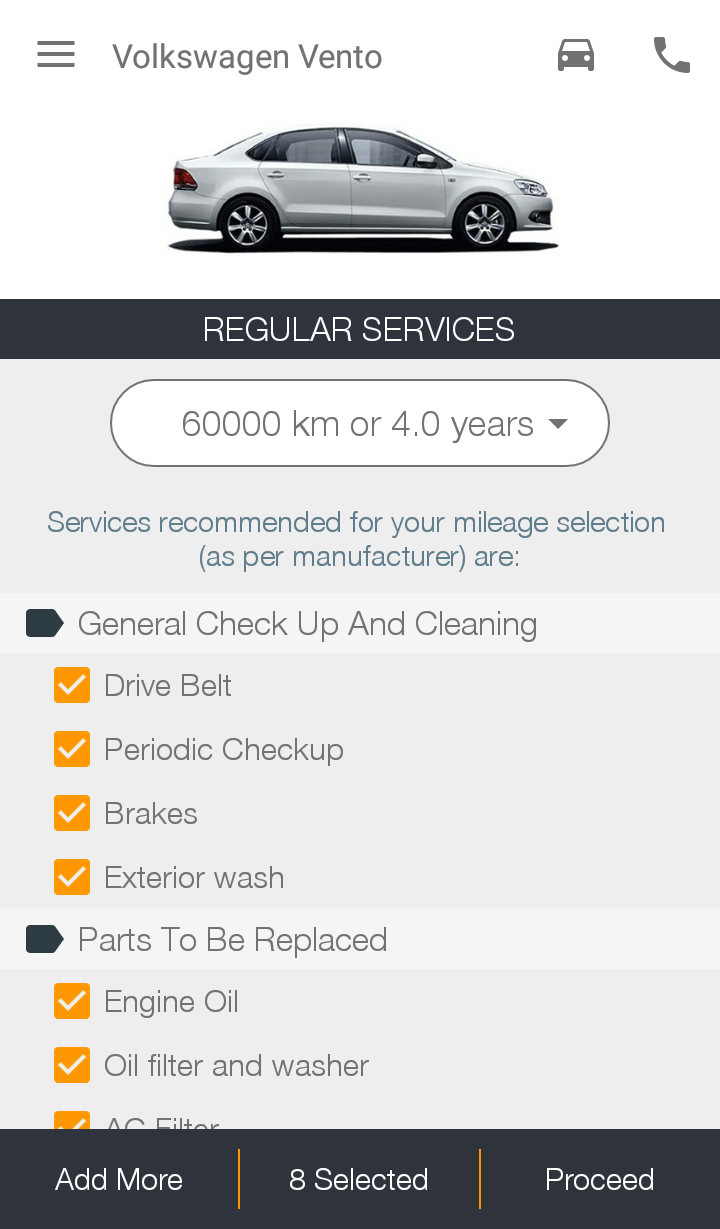 Volkswagen Vento
REGULAR SERVICES
60000 km or 4.0 years
Services recommended for your mileage selection
(as per manufacturer) are:
General Check Up And Cleaning
Drive Belt
Periodic Checkup
Brakes
Exterior wash
Parts To Be Replaced
Engine Oil
Oil filter and washer
AC Filter
Add More
8 Selected
Proceed